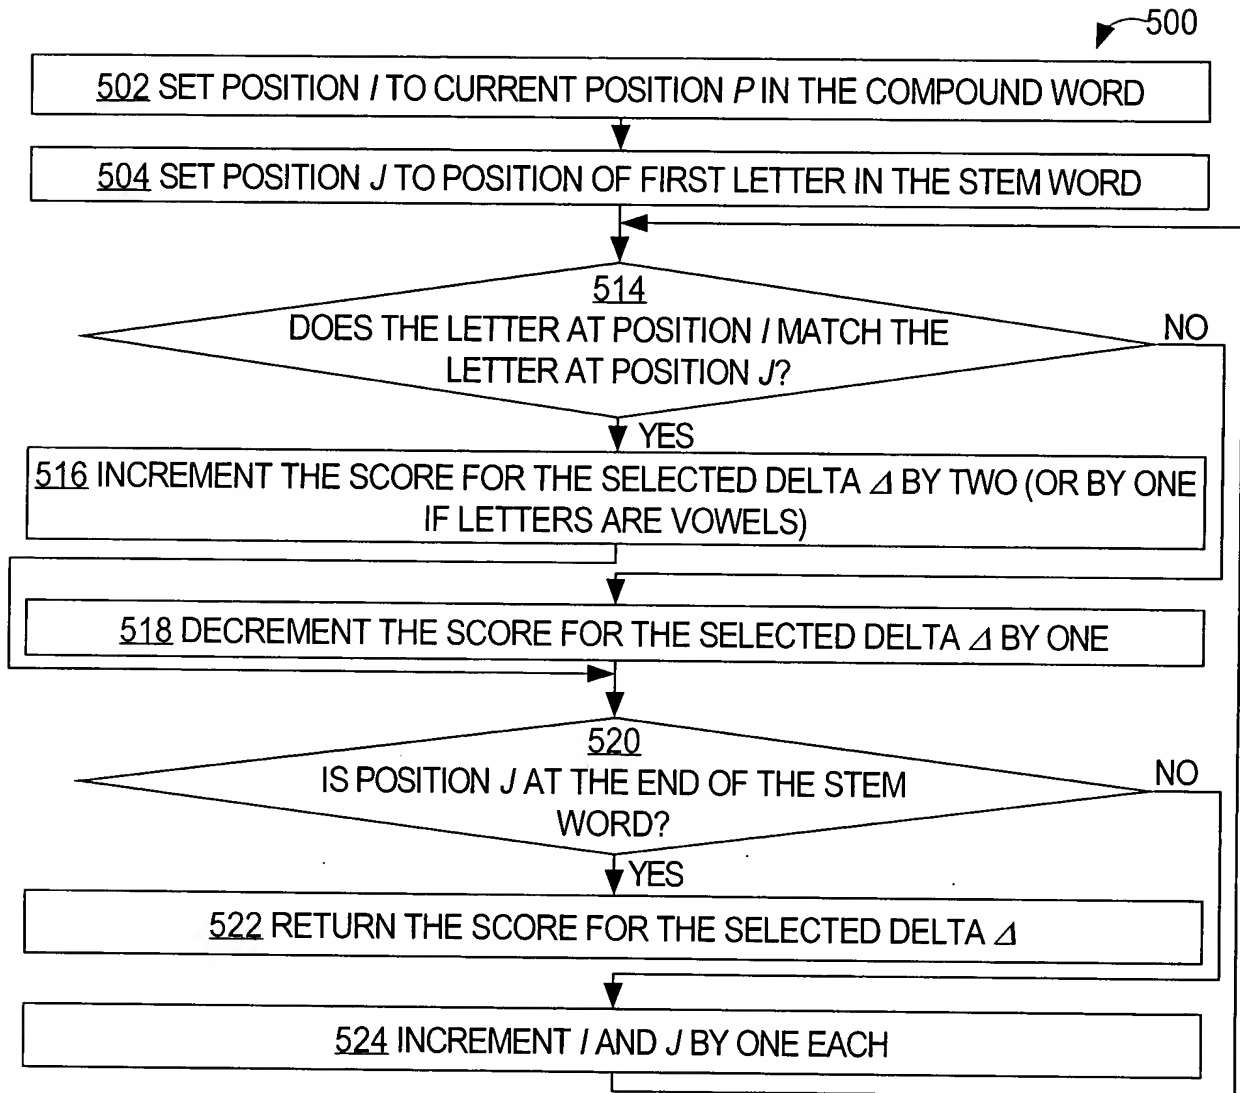 500
502 SET POSITION I TO CURRENT POSITION P IN THE COMPOUND WORD
504 SET POSITION J TO POSITION OF FIRST LETTER IN THE STEM WORD
514
DOES THE LETTER AT POSITION I MATCH THE
LETTER AT POSITION J?
NO
YES
516 INCREMENT THE SCORE FOR THE SELECTED DELTA Δ BY TWO (OR BY ONE
IF LETTERS ARE VOWELS)
518 DECREMENT THE SCORE FOR THE SELECTED DELTA Δ BY ONE
520
IS POSITION J AT THE END OF THE STEM
WORD?
NO
YES
522 RETURN THE SCORE FOR THE SELECTED DELTA Δ
524 INCREMENT I AND J BY ONE EACH